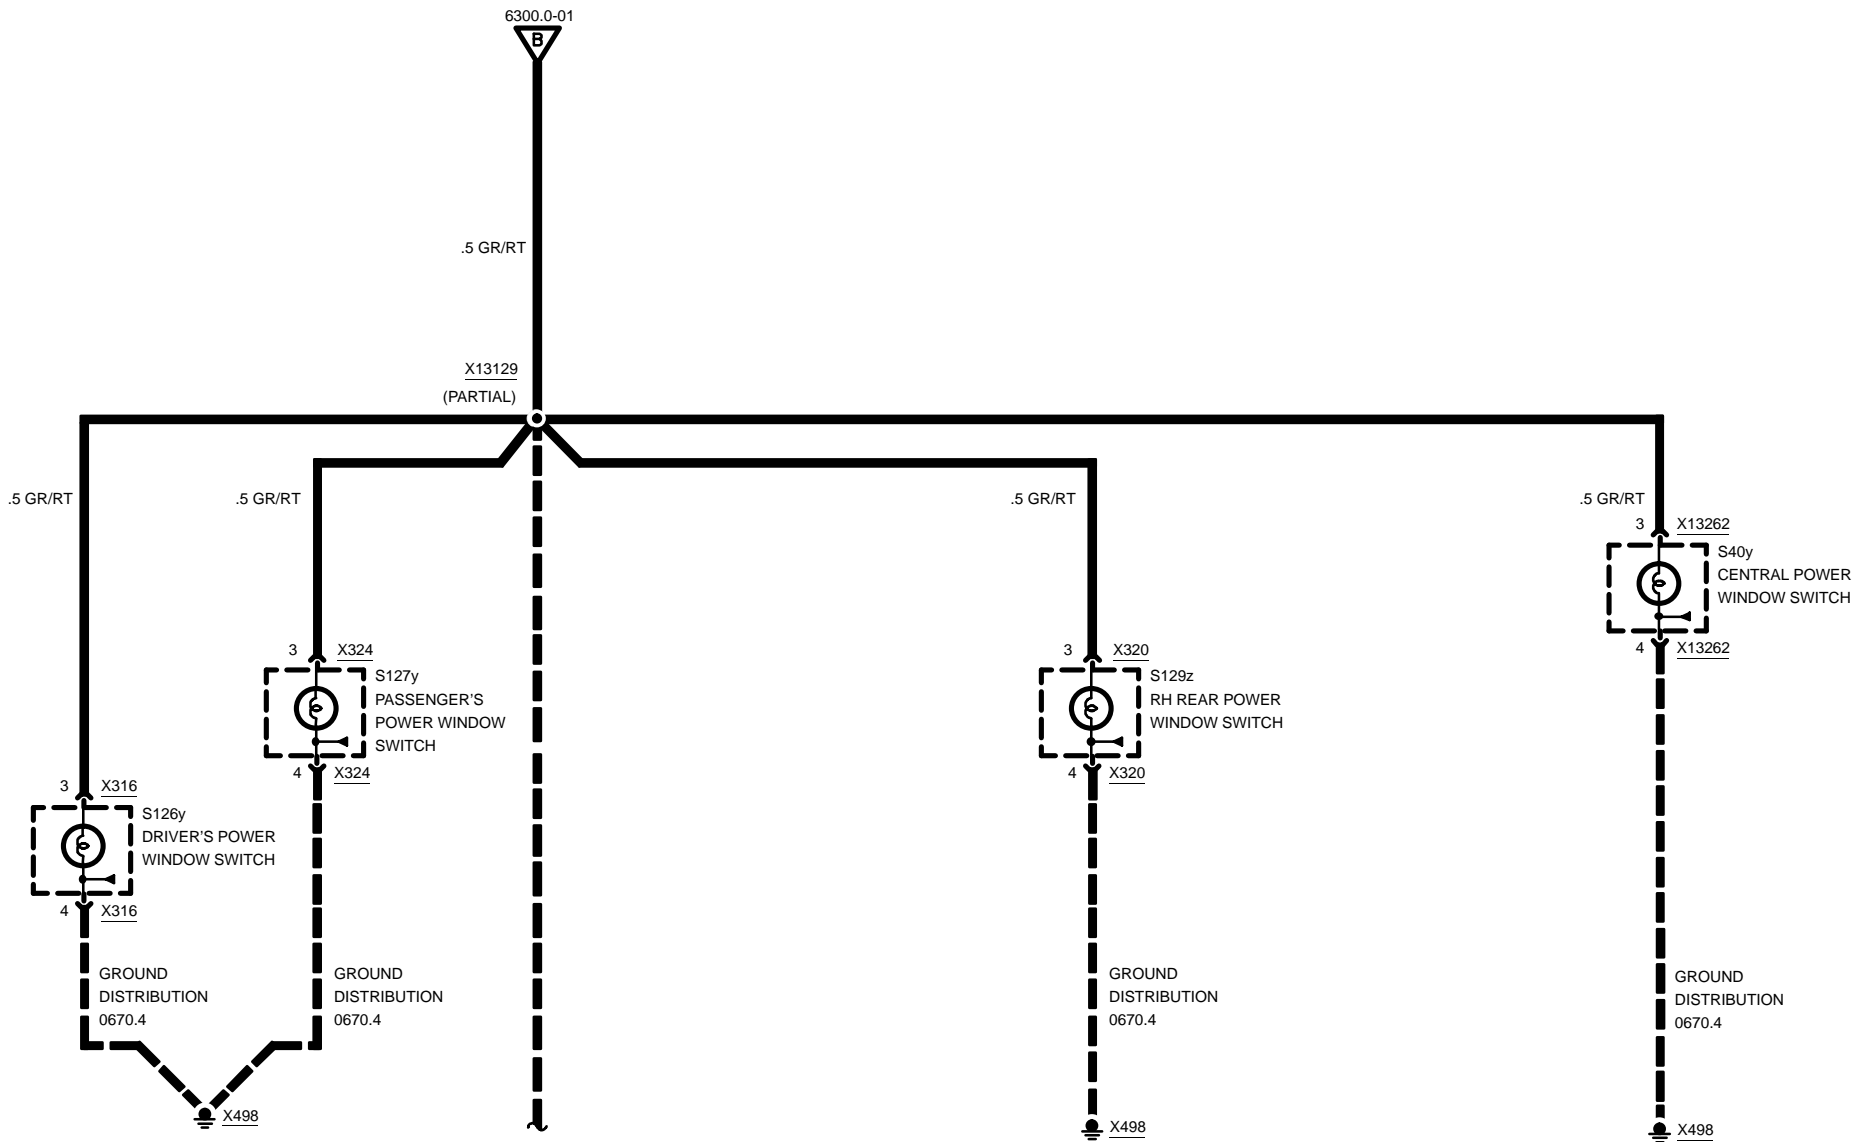 6300.0-01
B
.5 GR/RT
X13129
(PARTIAL)
.5 GR/RT
.5 GR/RT
.5 GR/RT
.5 GR/RT
3 X13262
S40y
CENTRAL POWER
WINDOW SWITCH
4 X13262
3 X324
S127y
PASSENGER'S
POWER WINDOW
SWITCH
4 X324
3 X320
S129z
RH REAR POWER
WINDOW SWITCH
4 X320
3 X316
S126y
DRIVER'S POWER
WINDOW SWITCH
4 X316
GROUND
DISTRIBUTION
0670.4
GROUND
DISTRIBUTION
0670.4
GROUND
DISTRIBUTION
0670.4
GROUND
DISTRIBUTION
0670.4
X498
X498
X498